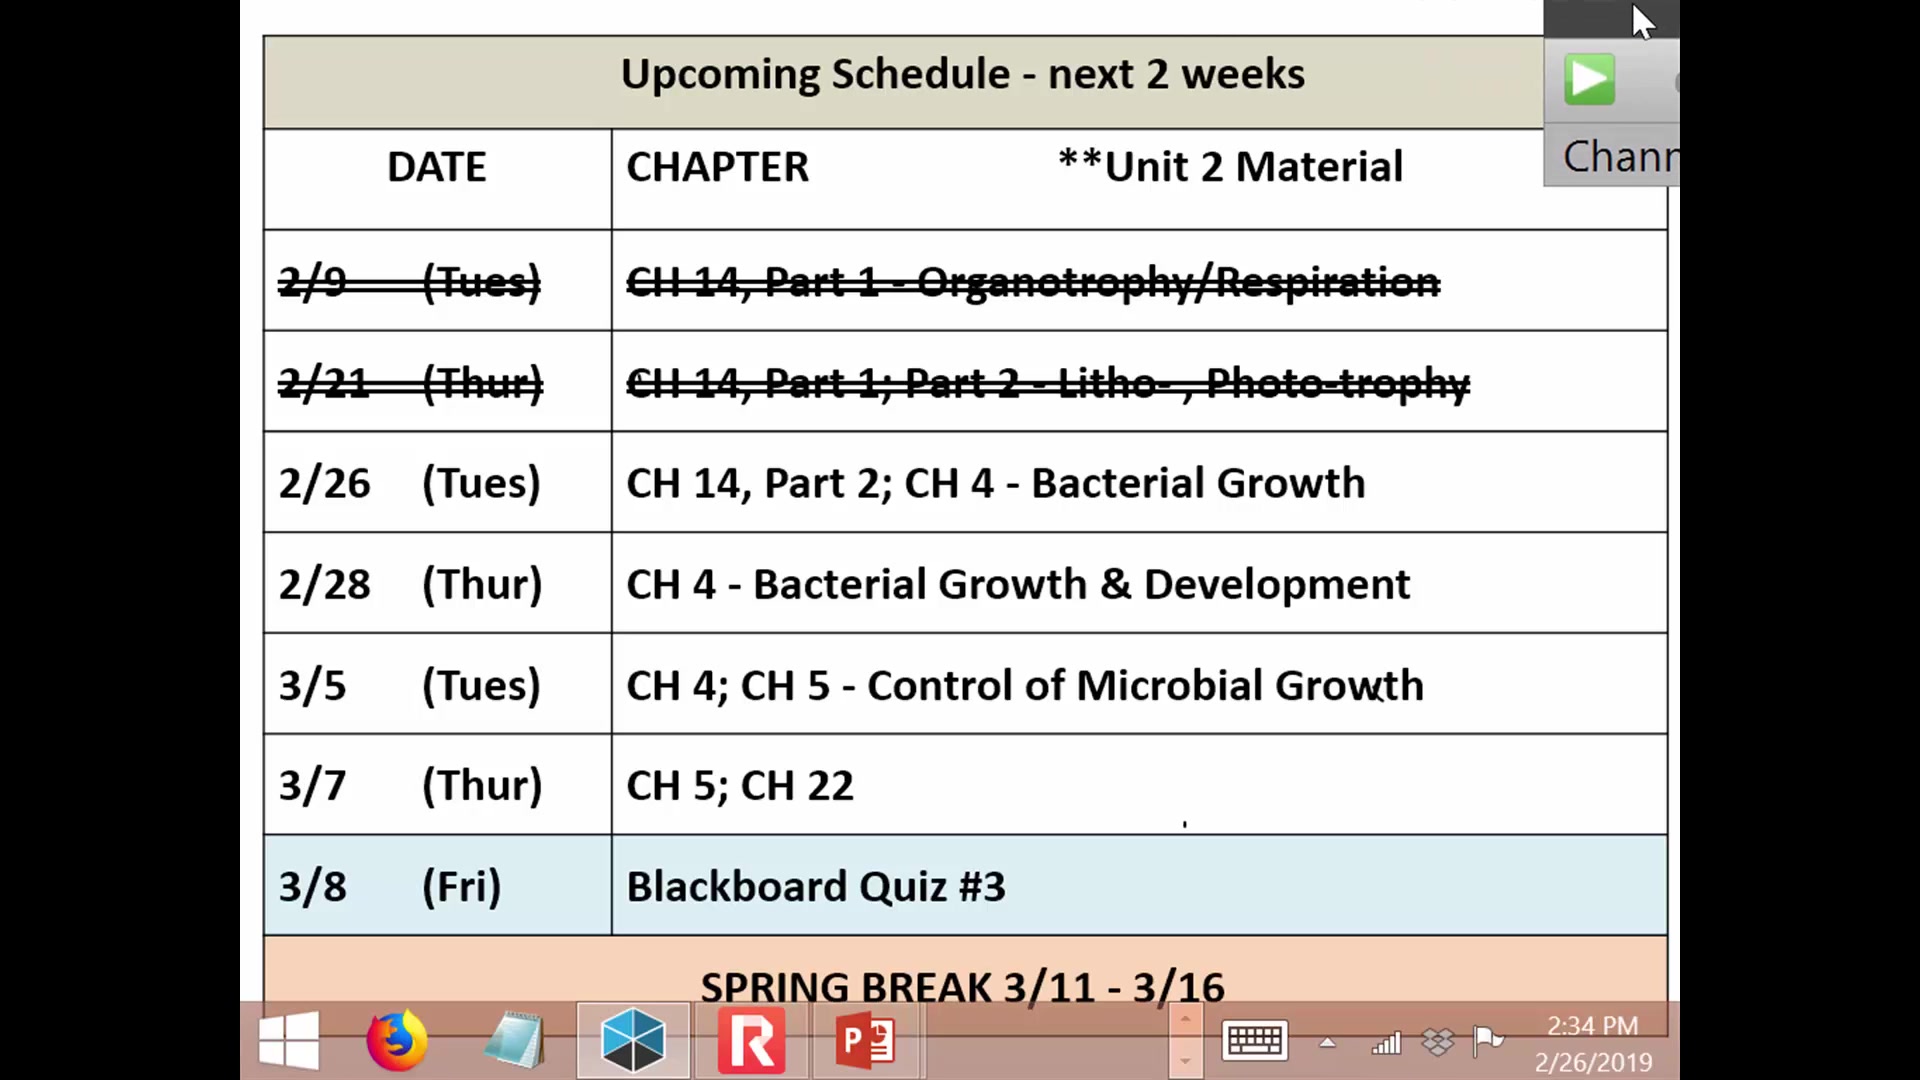 Upcoming Schedule - next 2 weeks
DATE CHAPTER **Unit 2 Material
2/9 (Tues) CH 14, Part 1 - Organotrophy/Respiration
2/21 (Thur) CH 14, Part 1; Part 2 - Litho- , Photo-trophy
2/26 (Tues) CH 14, Part 2; CH 4 - Bacterial Growth
2/28 (Thur) CH 4 - Bacterial Growth & Development
3/5 (Tues) CH 4; CH 5 - Control of Microbial Growth
3/7 (Thur) CH 5; CH 22
3/8 (Fri) Blackboard Quiz #3
SPRING BREAK 3/11 - 3/16
Chann
2:34 PM
2/26/2019